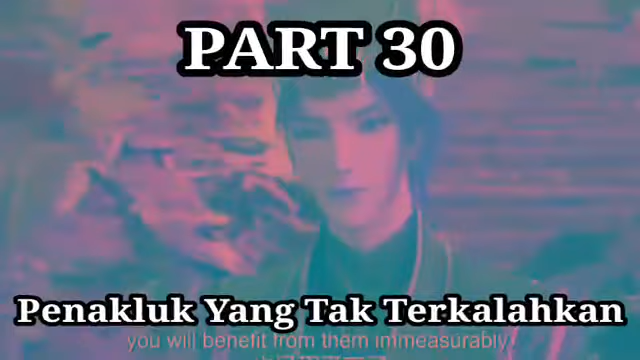 PART 30
Penakluk Yang Tak Terkalahkan
you will benefit from them immeasurably